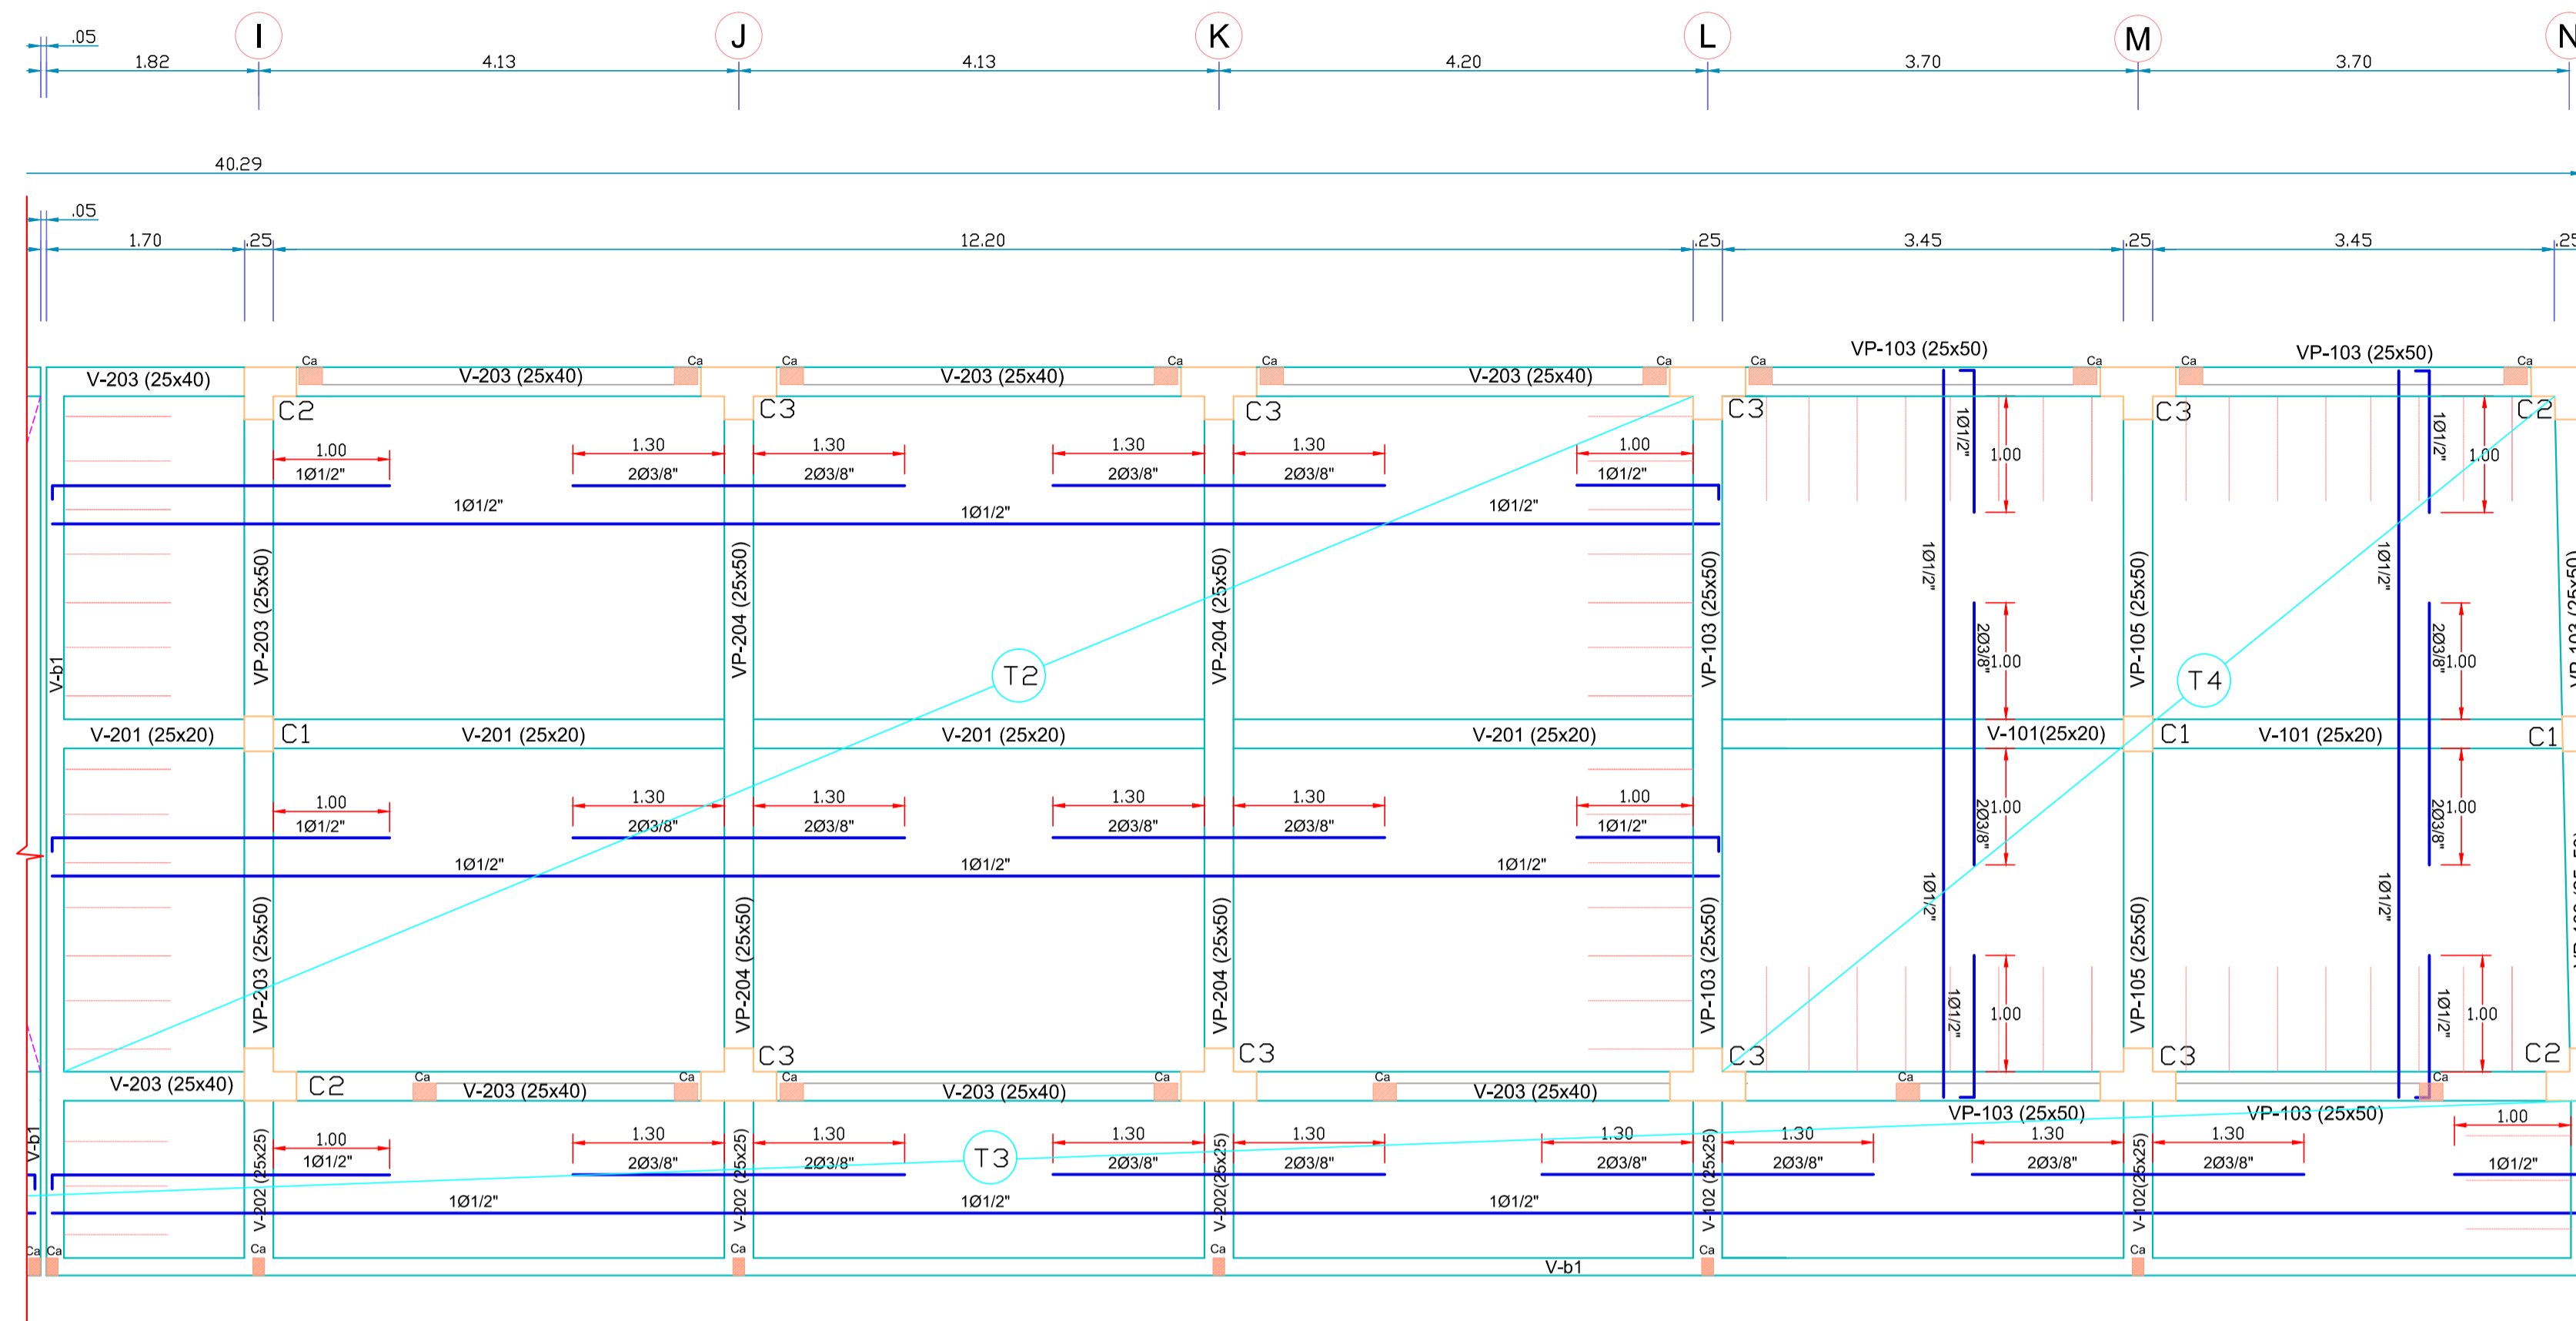 I J K L M N
.05
1.82 4.13 4.13 4.20 3.70 3.70
40.29
.05
1.70 .25 12.20 .25 3.45 .25 3.45 .25
VP-103 (25x50) VP-103 (25x50)
Ca Ca Ca Ca Ca Ca Ca Ca Ca Ca
V-203 (25x40) V-203 (25x40) V-203 (25x40) V-203 (25x40)
C2 C3 C3 C3 C3 C2
1.00 1.30 1.30 1.30 1.30 1.00
1Ø1/2" 2Ø3/8" 2Ø3/8" 2Ø3/8" 2Ø3/8" 1Ø1/2"
1Ø1/2" 1.00 1Ø1/2" 1.00
1Ø1/2" 1Ø1/2" 1Ø1/2"
VP-203 (25x50) VP-204 (25x50) VP-204 (25x50) VP-103 (25x50) 1Ø1/2" VP-105 (25x50) 1Ø1/2" VP-103 (25x50)
V-b1
T2 T4
2Ø3/8" 1.00 2Ø3/8" 1.00
V-201 (25x20) C1 V-201 (25x20) V-201 (25x20) V-201 (25x20) V-101(25x20) C1 V-101 (25x20) C1
1.00 1.30 1.30 1.30 1.30 1.00
1Ø1/2" 2Ø3/8" 2Ø3/8" 2Ø3/8" 2Ø3/8" 1Ø1/2"
2Ø3/8" 1.00 2Ø3/8" 1.00
1Ø1/2" 1Ø1/2" 1Ø1/2"
VP-203 (25x50) VP-204 (25x50) VP-204 (25x50) VP-103 (25x50) 1Ø1/2" VP-105 (25x50) 1Ø1/2"
1Ø1/2" 1.00 1Ø1/2" 1.00
C3 C3 C3 C3 C2
Ca Ca Ca Ca Ca Ca Ca
V-203 (25x40) C2 V-203 (25x40) V-203 (25x40) V-203 (25x40)
VP-103 (25x50) VP-103 (25x50)
V-b1
1.00 1.30 1.30 1.30 1.30 1.30 1.30 1.30 1.30 1.00
1Ø1/2" 2Ø3/8" 2Ø3/8" 2Ø3/8" 2Ø3/8" 2Ø3/8" 2Ø3/8" 2Ø3/8" 2Ø3/8" 1Ø1/2"
T3
V-202 (25x25) V-202 (25x25) V-202(25x25) V-102 (25x25) V-102(25x25)
1Ø1/2" 1Ø1/2" 1Ø1/2"
Ca Ca Ca Ca Ca Ca Ca
V-b1